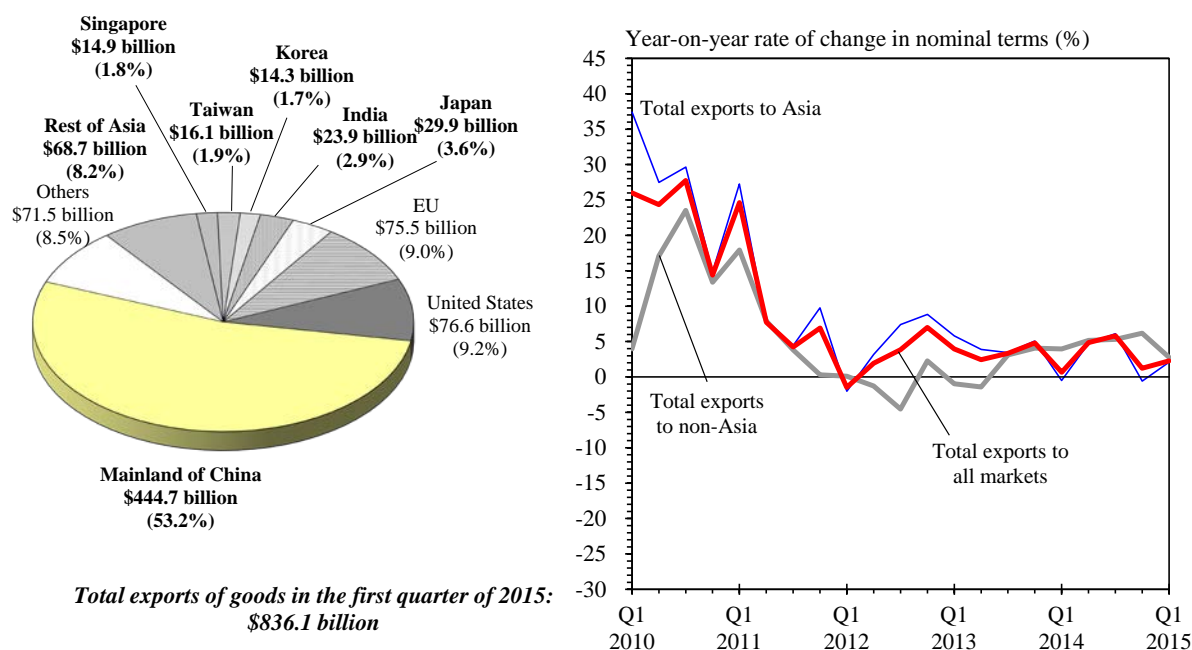 Singapore
$14.9 billion
(1.8%)
Korea
$14.3 billion
(1.7%)
Japan
$29.9 billion
(3.6%)
Taiwan
$16.1 billion
(1.9%)
India
$23.9 billion
(2.9%)
Rest of Asia
$68.7 billion
(8.2%)
Others
$71.5 billion
(8.5%)
EU
$75.5 billion
(9.0%)
United States
$76.6 billion
(9.2%)
Mainland of China
$444.7 billion
(53.2%)
Total exports of goods in the first quarter of 2015:
$836.1 billion
Year-on-year rate of change in nominal terms (%)
45
40
35
30
25
20
15
10
5
0
-5
-10
-15
-20
-25
-30
Total exports to Asia
Total exports
to non-Asia
Total exports to
all markets
Q1 Q1 Q1 Q1 Q1 Q1
2010 2011 2012 2013 2014 2015